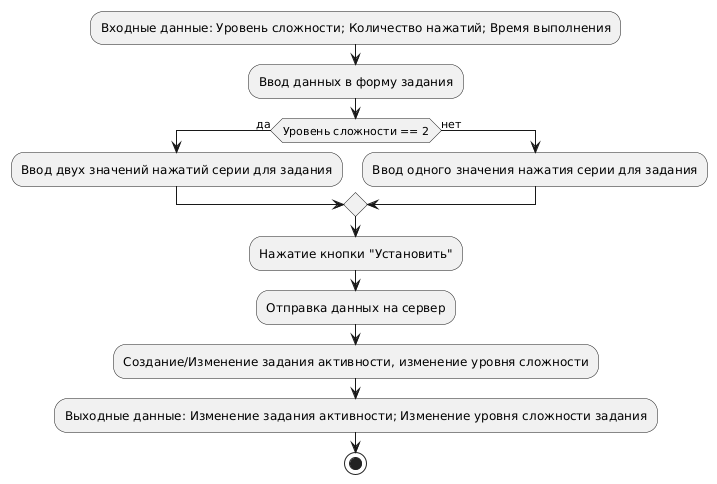 Входные данные: Уровень сложности; Количество нажатий; Время выполнения
Ввод данных в форму задания
да
Уровень сложности == 2
нет
Ввод двух значений нажатий серии для задания
Ввод одного значения нажатия серии для задания
Нажатие кнопки "Установить"
Отправка данных на сервер
Создание/Изменение задания активности, изменение уровня сложности
Выходные данные: Изменение задания активности; Изменение уровня сложности задания